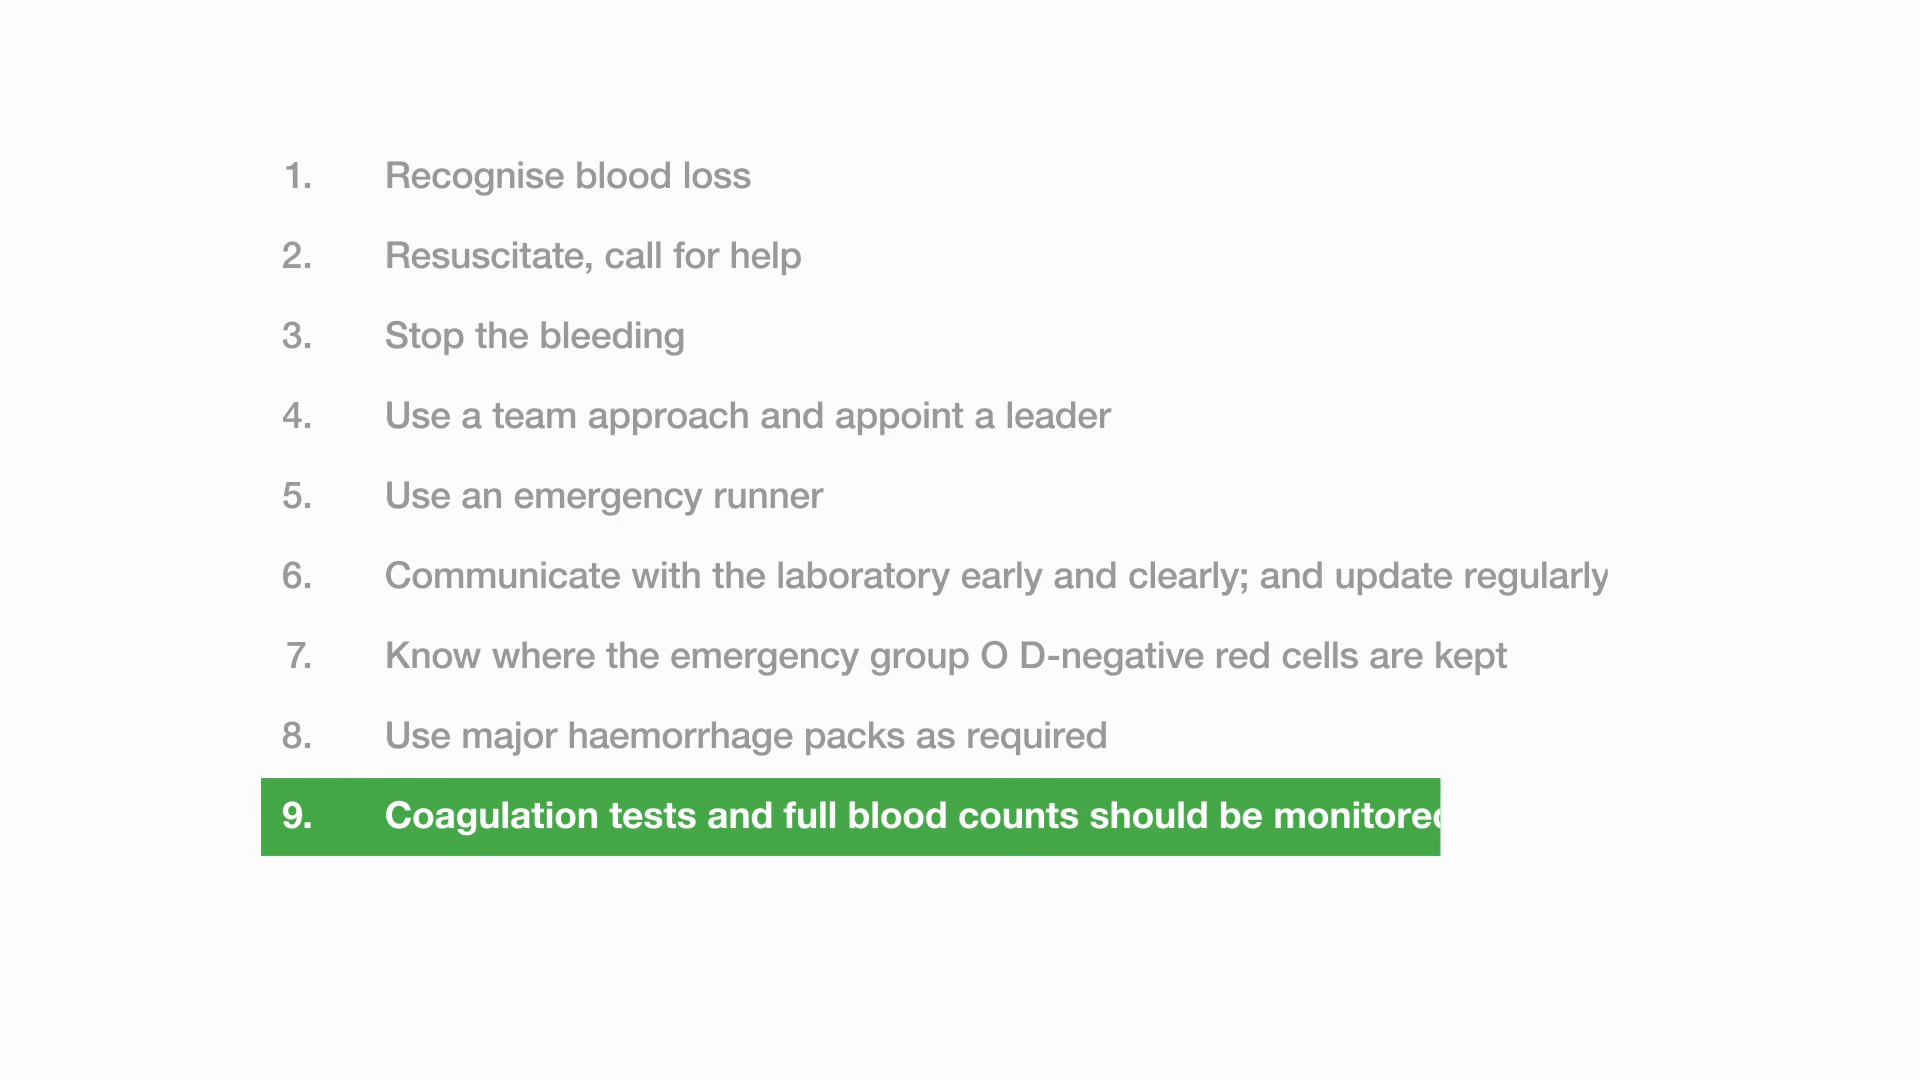 1. Recognise blood loss
2. Resuscitate, call for help
3. Stop the bleeding
4. Use a team approach and appoint a leader
5. Use an emergency runner
6. Communicate with the laboratory early and clearly; and update regularly
7. Know where the emergency group O D-negative red cells are kept
8. Use major haemorrhage packs as required
9. Coagulation tests and full blood counts should be monitored